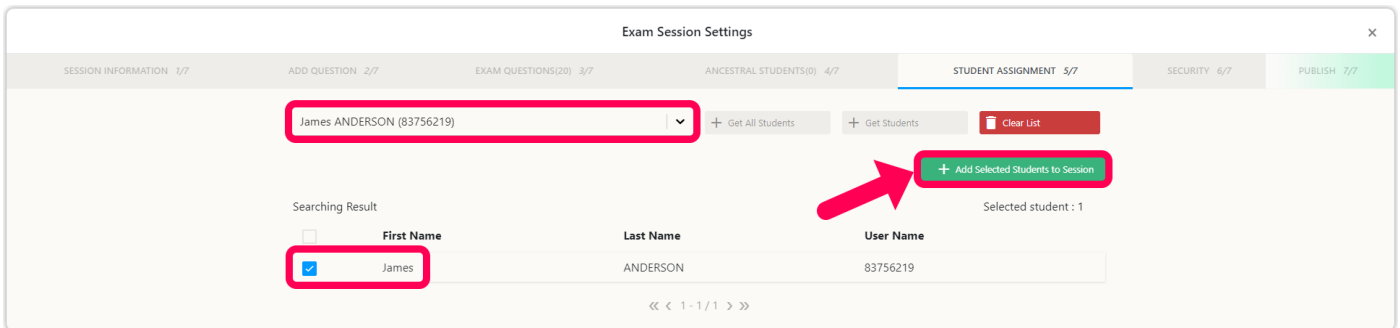 Exam Session Settings ×
SESSION INFORMATION 1/7 ADD QUESTION 2/7 EXAM QUESTIONS(20) 3/7 ANCESTRAL STUDENTS(0) 4/7 STUDENT ASSIGNMENT 5/7 SECURITY 6/7 PUBLISH 7/7
James ANDERSON (83756219) + Get All Students + Get Students Clear List
+ Add Selected Students to Session
Searching Result Selected student : 1
First Name Last Name User Name
James ANDERSON 83756219
« < 1 - 1 / 1 > »